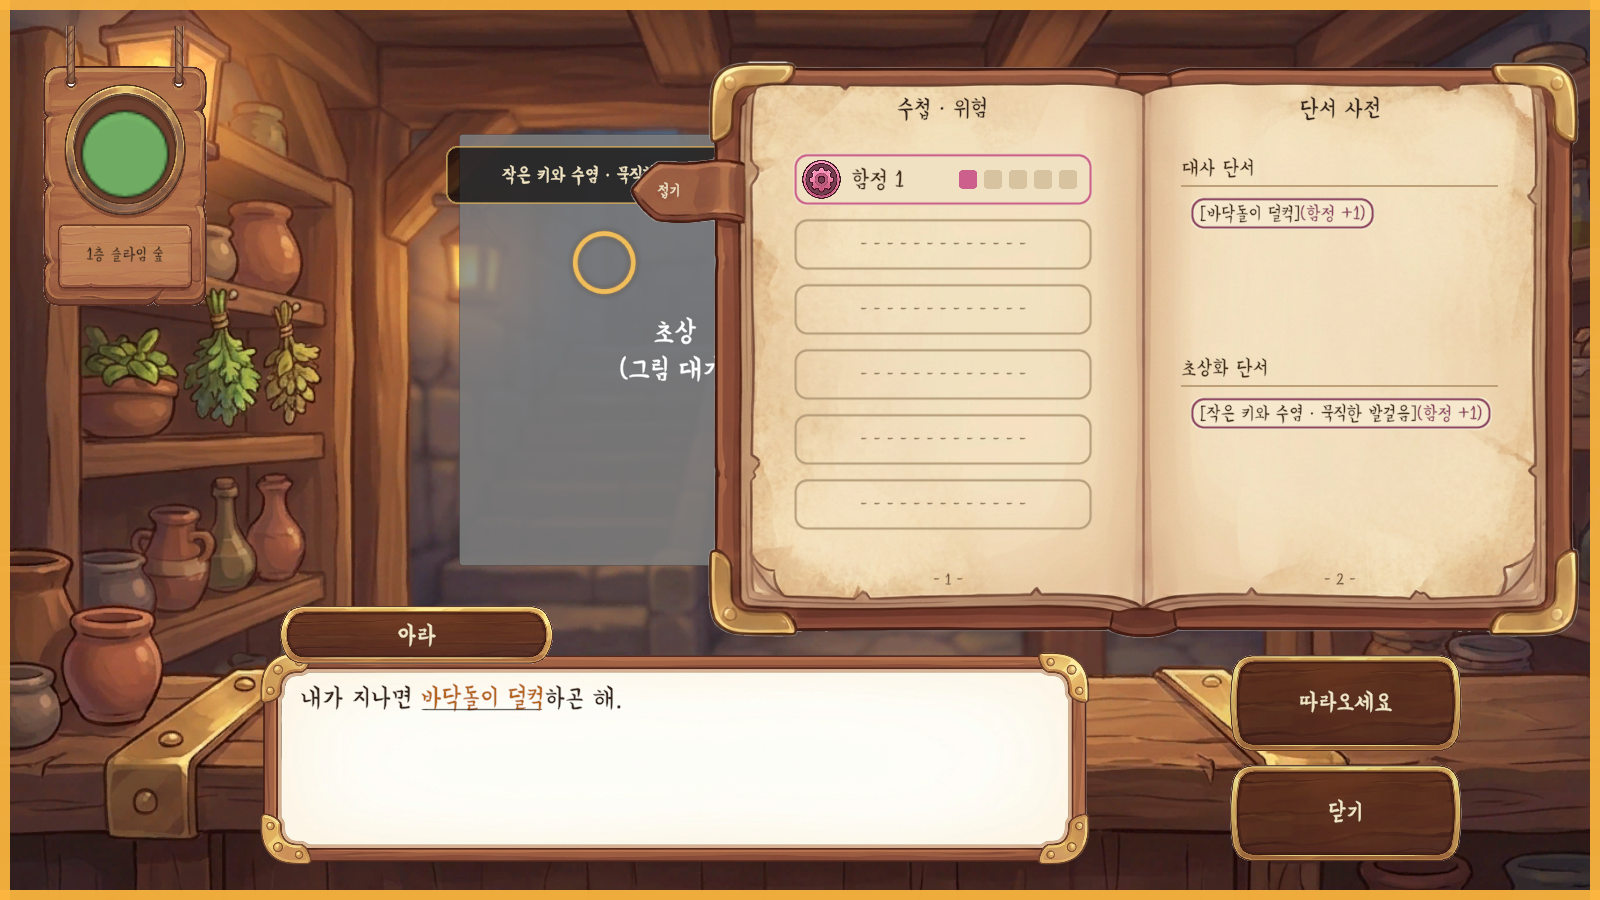 1층 슬라임 숲
작은 키와 수염 · 묵직
접기
초상
(그림 대기
수첩 · 위험
함정 1
- 1 -
단서 사전
대사 단서
[바닥돌이 덜컥](함정 +1)
초상화 단서
[작은 키와 수염 · 묵직한 발걸음](함정 +1)
- 2 -
아라
내가 지나면 바닥돌이 덜컥하곤 해.
따라오세요
닫기